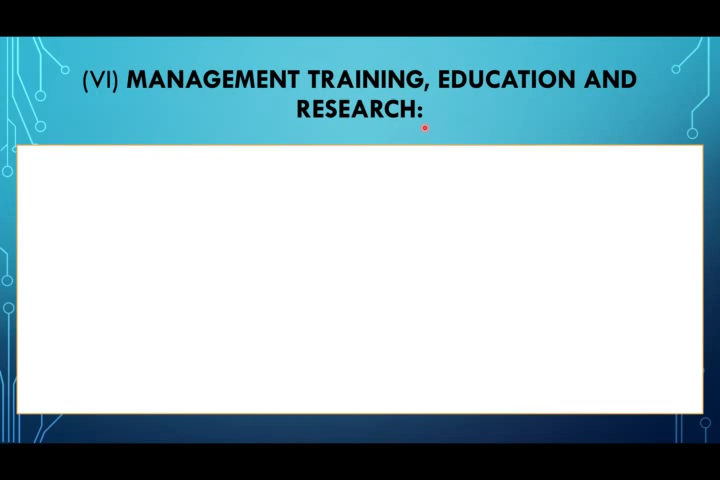 (VI) MANAGEMENT TRAINING, EDUCATION AND
RESEARCH: